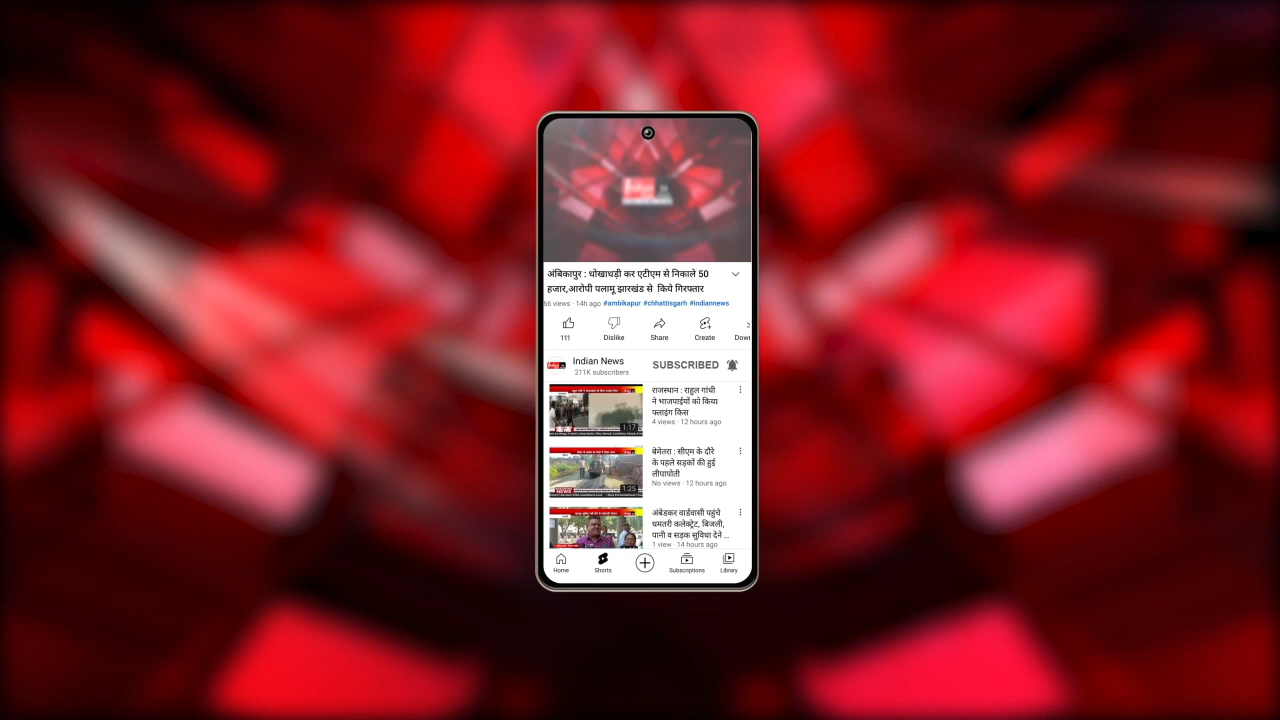 अंबिकापुर : धोखाधड़ी कर एटीएम से निकाले 50
हजार,आरोपी पलामू झारखंड से किये गिरफ्तार
66 views · 14h ago #ambikapur #chhattisgarh #indiannews
111
Dislike
Share
Create
Indian News
211K subscribers
SUBSCRIBED
राजस्थान : राहुल गांधी
ने भाजपाईयों को किया
फ्लाइंग किस
4 views · 12 hours ago
1:17
बेमेतरा : सीएम के दौरे
के पहले सड़कों की हुई
लीपापोती
No views · 12 hours ago
1:25
NEWS
अंबेडकर वार्डवासी पहुंचे
धमतरी कलेक्ट्रेट, बिजली,
पानी व सड़क सुविधा देने ...
1 view · 14 hours ago
Home
Shorts
Subscriptions
Library